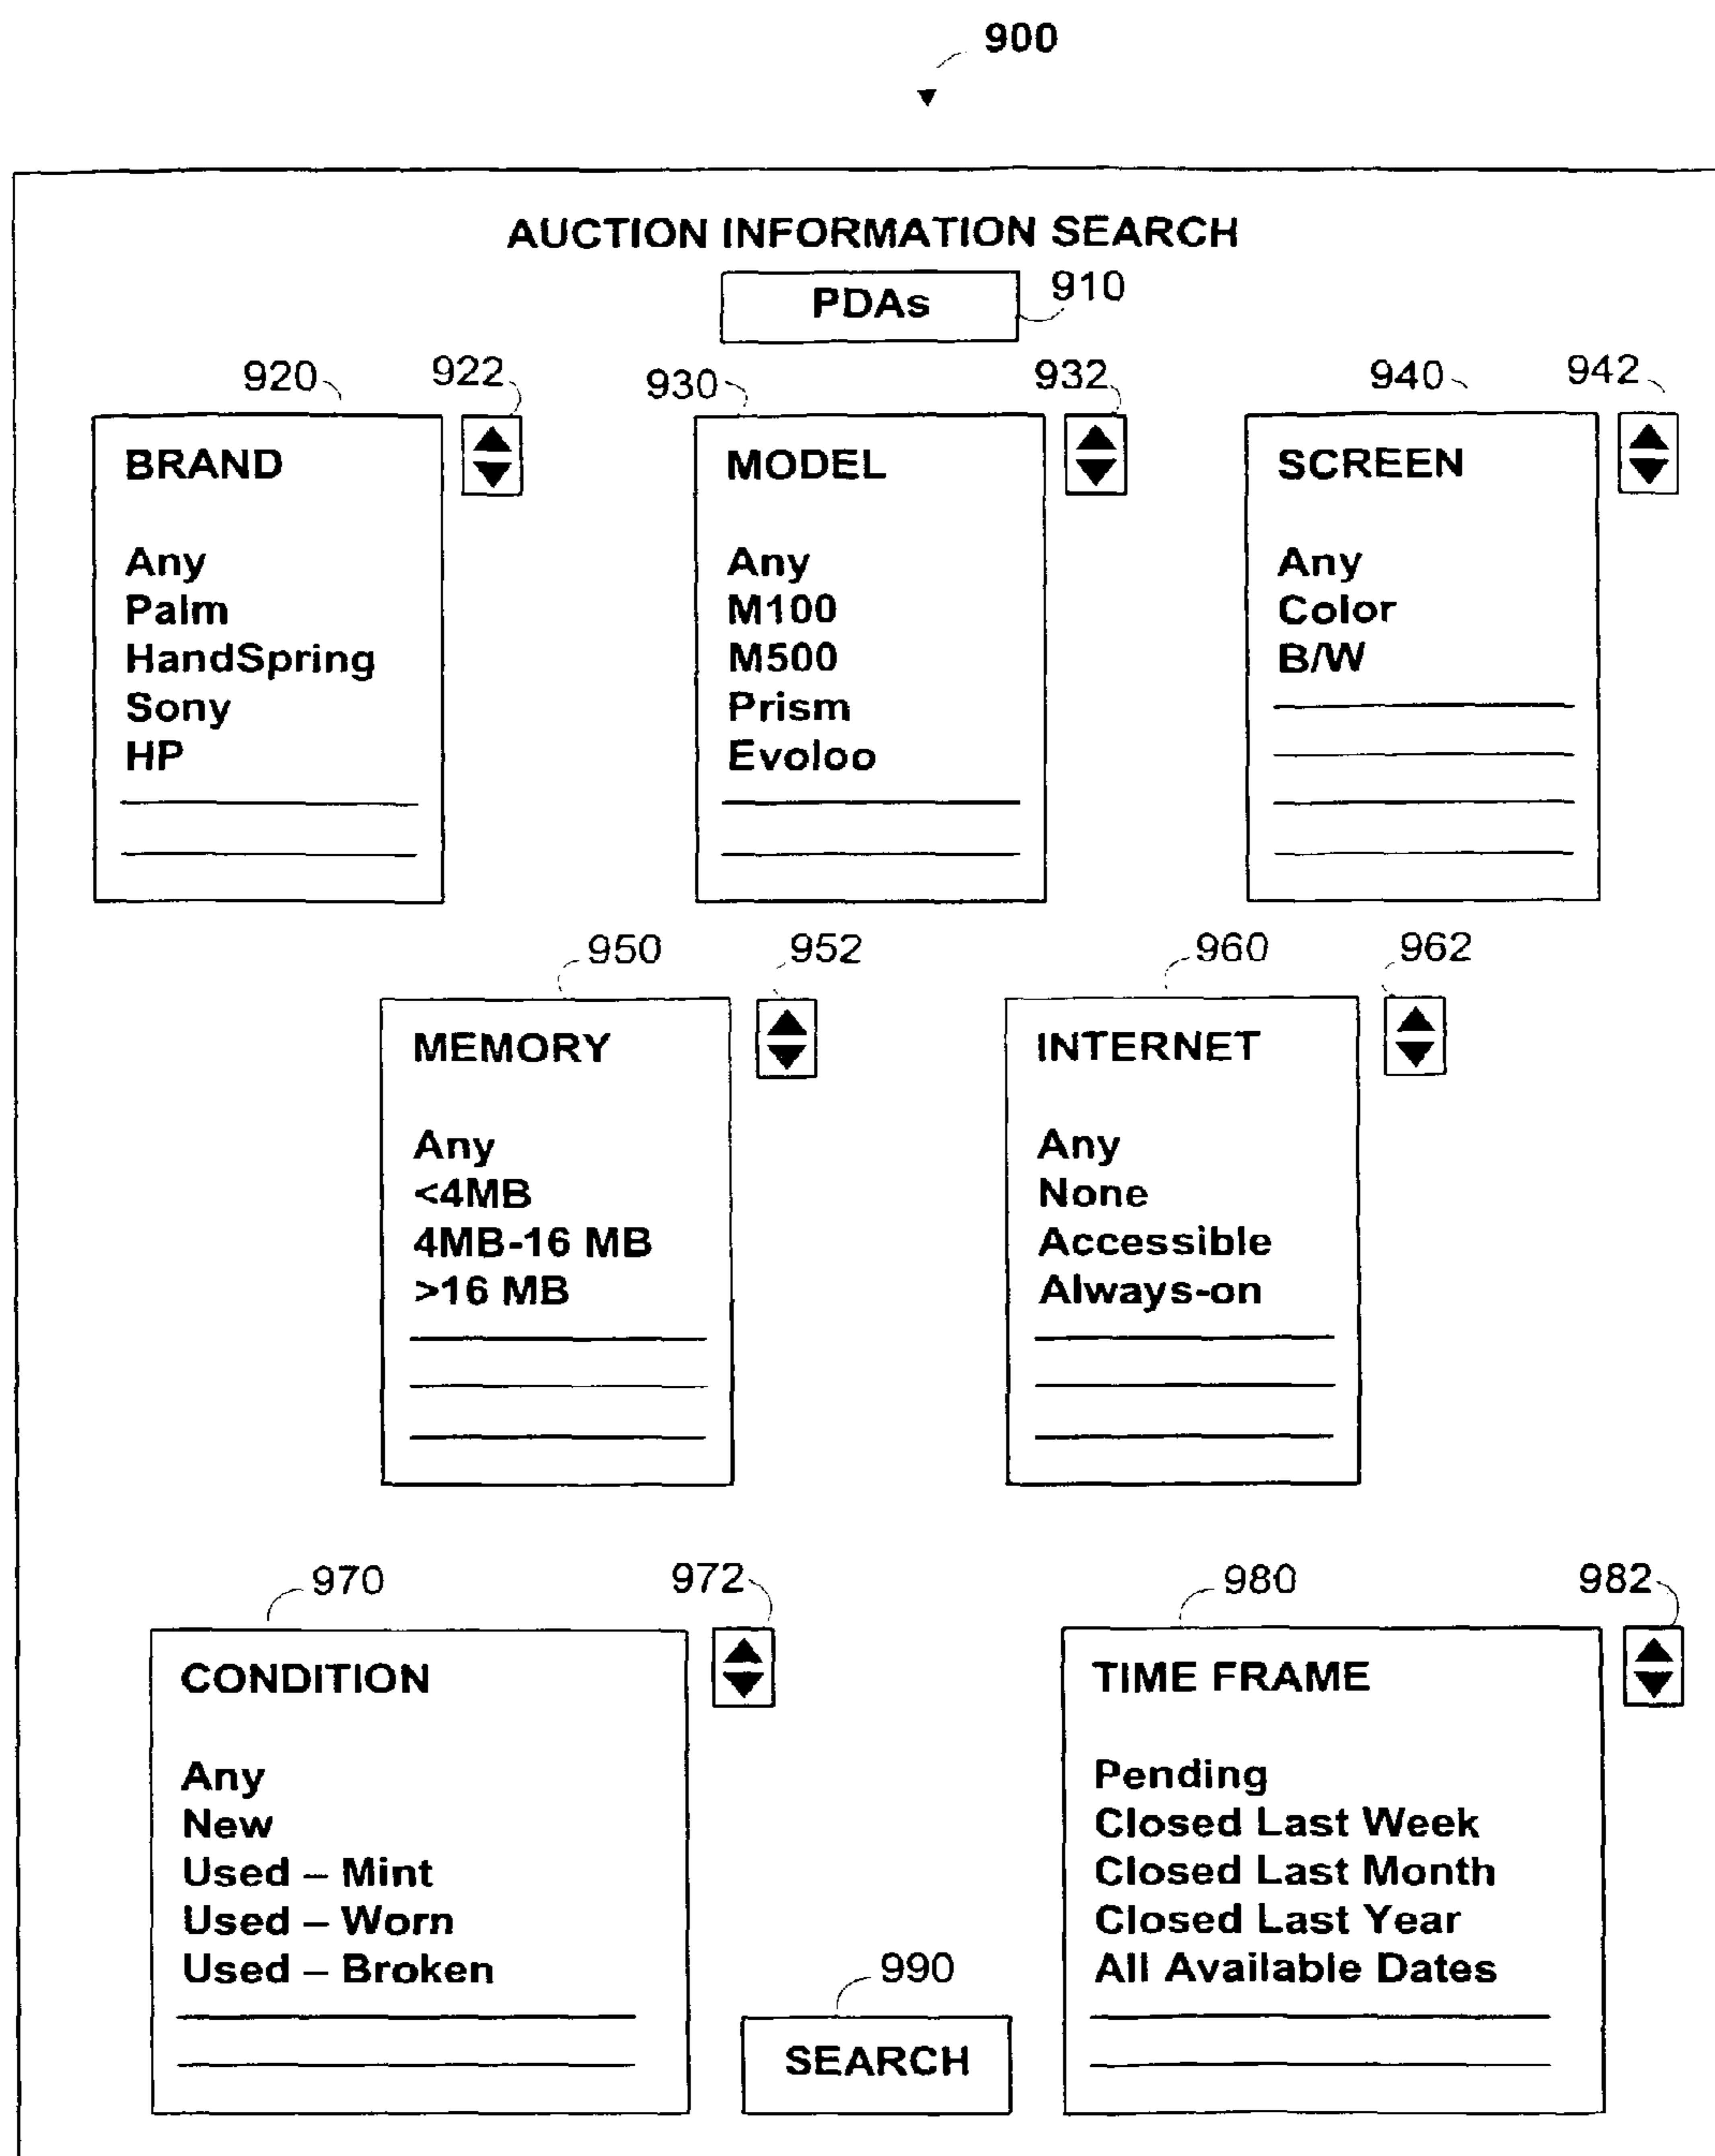 900
AUCTION INFORMATION SEARCH
PDAs 910
920 922 930 932 940 942
BRAND
Any
Palm
HandSpring
Sony
HP
MODEL
Any
M100
M500
Prism
Evoloo
SCREEN
Any
Color
B/W
950 952 960 962
MEMORY
Any
<4MB
4MB-16 MB
>16 MB
INTERNET
Any
None
Accessible
Always-on
970 972 980 982
CONDITION
Any
New
Used – Mint
Used – Worn
Used – Broken
990
SEARCH
TIME FRAME
Pending
Closed Last Week
Closed Last Month
Closed Last Year
All Available Dates